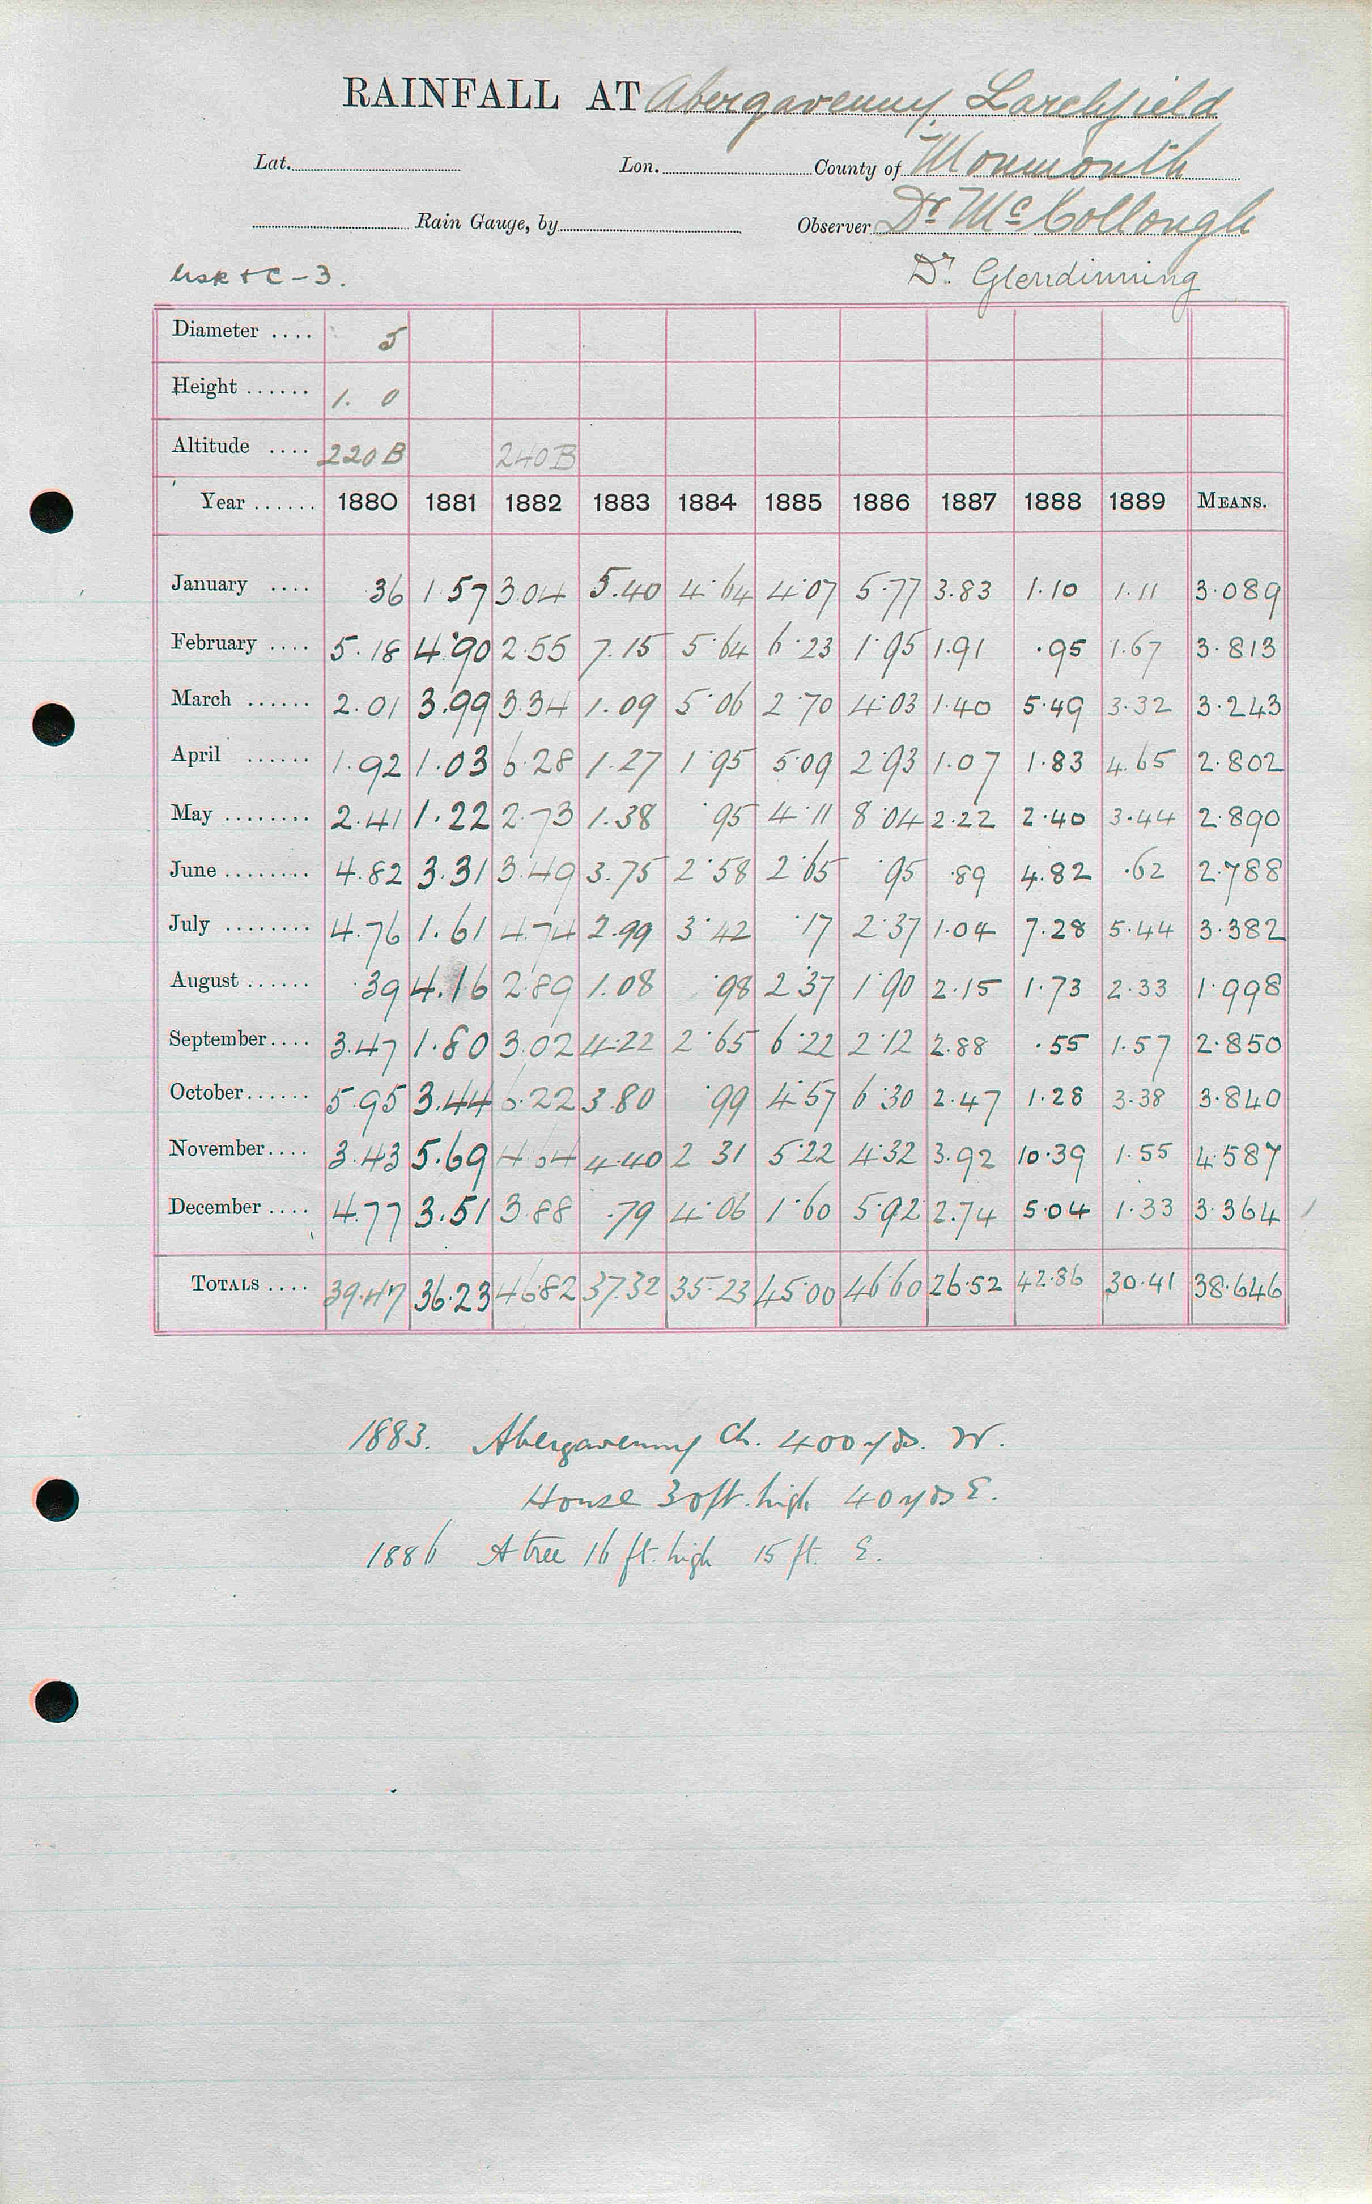 RAINFALL AT Abergavenny, Larchfield
Lat. Lon. County of Monmouth
Rain Gauge, by Observer Dr McCollough
Usk + C - 3. Dr. Glendinning
Diameter .... 5
Height ...... 1. 0
Altitude .... 220B 240B
Year ...... 1880 1881 1882 1883 1884 1885 1886 1887 1888 1889 MEANS.
January .... .36 1.57 3.04 5.40 4.64 4.07 5.77 3.83 1.10 1.11 3.089
February .... 5.18 4.90 2.55 7.15 5.64 6.23 1.95 1.91 .95 1.67 3.813
March ...... 2.01 3.99 3.34 1.09 5.06 2.70 4.03 1.40 5.49 3.32 3.243
April ...... 1.92 1.03 6.28 1.27 1.95 5.09 2.93 1.07 1.83 4.65 2.802
May ........ 2.41 1.22 2.73 1.38 .95 4.11 8.04 2.22 2.40 3.44 2.890
June ........ 4.82 3.31 3.49 3.75 2.58 2.65 .95 .89 4.82 .62 2.788
July ........ 4.76 1.61 4.74 2.99 3.42 .17 2.37 1.04 7.28 5.44 3.382
August ...... .39 4.16 2.89 1.08 .98 2.37 1.90 2.15 1.73 2.33 1.998
September.... 3.47 1.80 3.02 4.22 2.65 6.22 2.12 2.88 .55 1.57 2.850
October...... 5.95 3.44 6.22 3.80 .99 4.57 6.30 2.47 1.28 3.38 3.840
November.... 3.43 5.69 4.64 4.40 2 31 5.22 4.32 3.92 10.39 1.55 4.587
December .... 4.77 3.51 3.88 .79 4.06 1.60 5.92 2.74 5.04 1.33 3.364
TOTALS .... 39.47 36.23 46.82 37.32 35.23 45.00 46.60 26.52 42.86 30.41 38.646
1883. Abergavenny Ch. 400 yds. W.
House 30ft. high 40 yds E.
1886 A tree 16 ft. high 15 ft. E.